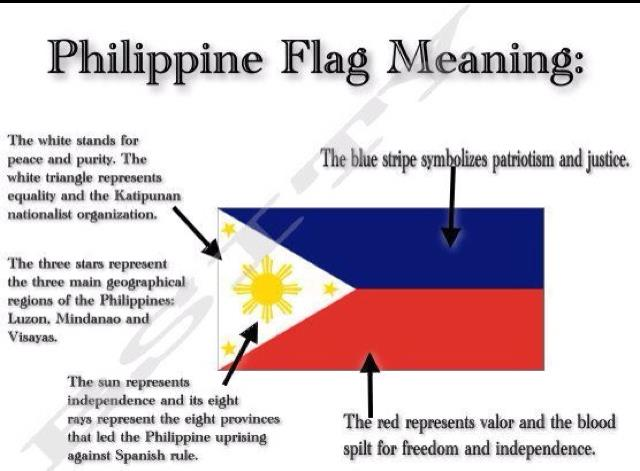 Philippine Flag Meaning:
The white stands for
peace and purity. The
white triangle represents
equality and the Katipunan
nationalist organization.
The blue stripe symbolizes patriotism and justice.
The three stars represent
the three main geographical
regions of the Philippines:
Luzon, Mindanao and
Visayas.
The sun represents
independence and its eight
rays represent the eight provinces
that led the Philippine uprising
against Spanish rule.
The red represents valor and the blood
spilt for freedom and independence.